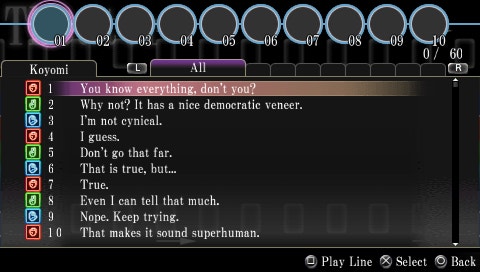 01 02 03 04 05 06 07 08 09 10
0 / 60
Koyomi L All R
1 You know everything, don't you?
2 Why not? It has a nice democratic veneer.
3 I'm not cynical.
4 I guess.
5 Don't go that far.
6 That is true, but...
7 True.
8 Even I can tell that much.
9 Nope. Keep trying.
10 That makes it sound superhuman.
Play Line Select Back